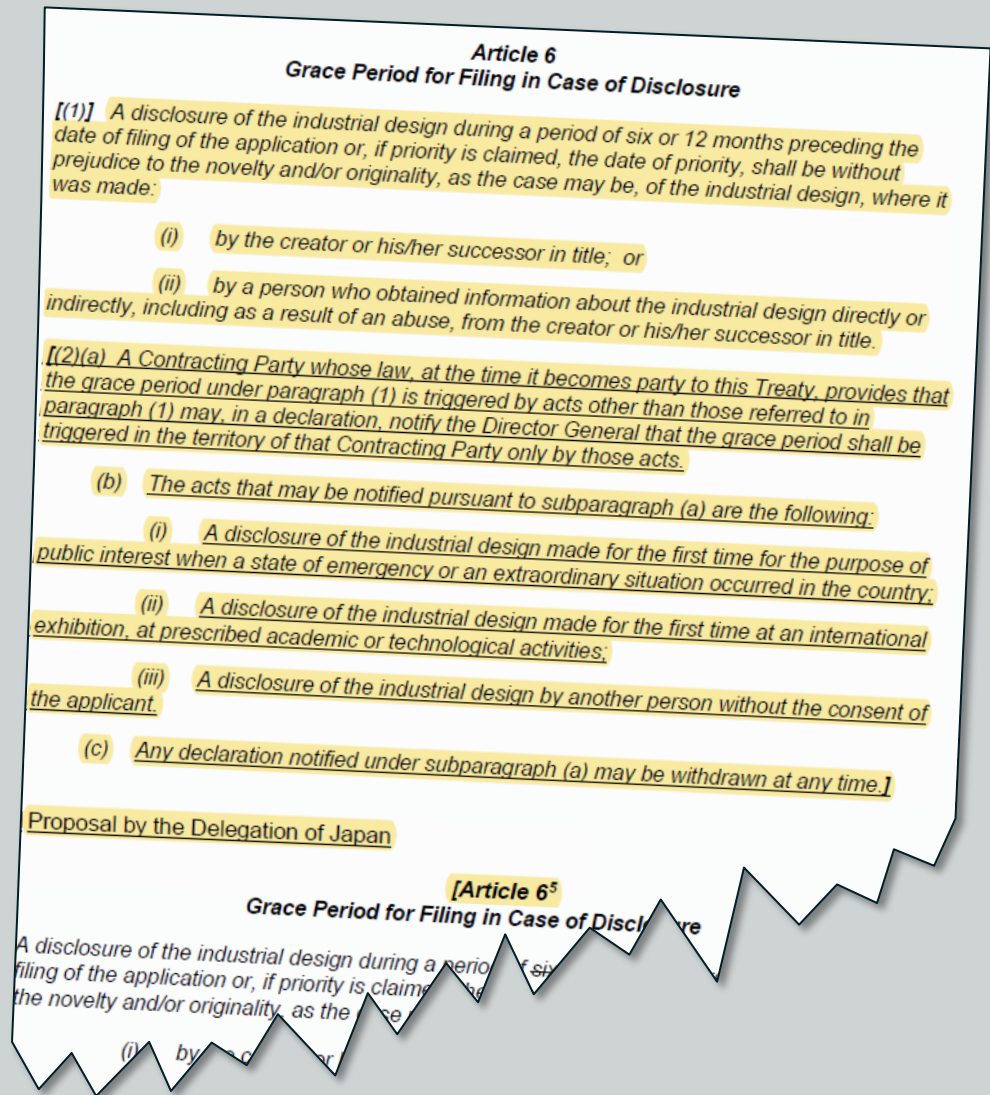 Article 6
Grace Period for Filing in Case of Disclosure
[(1)] A disclosure of the industrial design during a period of six or 12 months preceding the
date of filing of the application or, if priority is claimed, the date of priority, shall be without
prejudice to the novelty and/or originality, as the case may be, of the industrial design, where it
was made:
(i) by the creator or his/her successor in title; or
(ii) by a person who obtained information about the industrial design directly or
indirectly, including as a result of an abuse, from the creator or his/her successor in title.
[(2)(a) A Contracting Party whose law, at the time it becomes party to this Treaty, provides that
the grace period under paragraph (1) is triggered by acts other than those referred to in
paragraph (1) may, in a declaration, notify the Director General that the grace period shall be
triggered in the territory of that Contracting Party only by those acts.
(b) The acts that may be notified pursuant to subparagraph (a) are the following:
(i) A disclosure of the industrial design made for the first time for the purpose of
public interest when a state of emergency or an extraordinary situation occurred in the country;
(ii) A disclosure of the industrial design made for the first time at an international
exhibition, at prescribed academic or technological activities;
(iii) A disclosure of the industrial design by another person without the consent of
the applicant.
(c) Any declaration notified under subparagraph (a) may be withdrawn at any time.]
Proposal by the Delegation of Japan
[Article 6⁵
Grace Period for Filing in Case of Disclosure
A disclosure of the industrial design during a period of six
filing of the application or, if priority is claime
the novelty and/or originality, as the case
(i) by